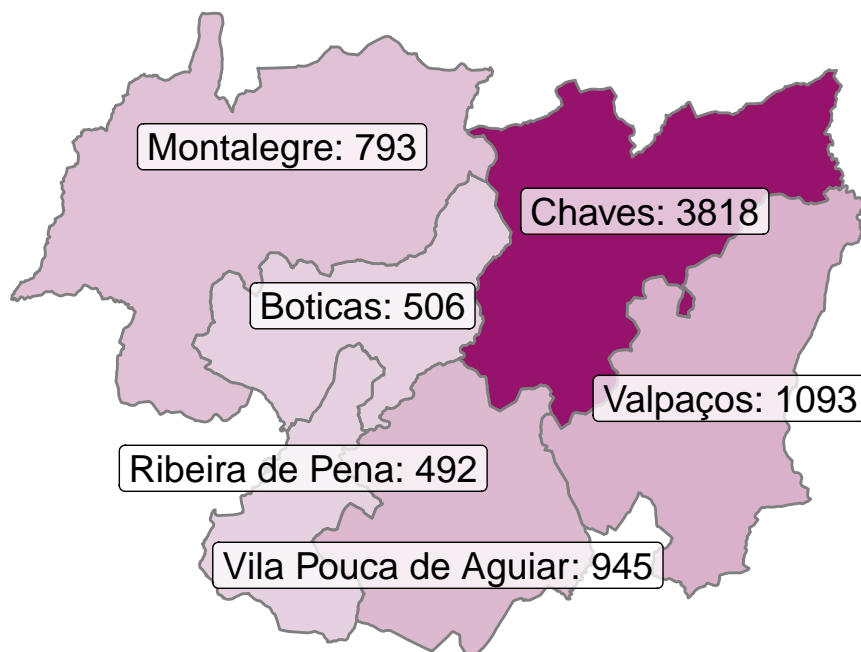 Montalegre: 793
Chaves: 3818
Boticas: 506
Valpaços: 1093
Ribeira de Pena: 492
Vila Pouca de Aguiar: 945